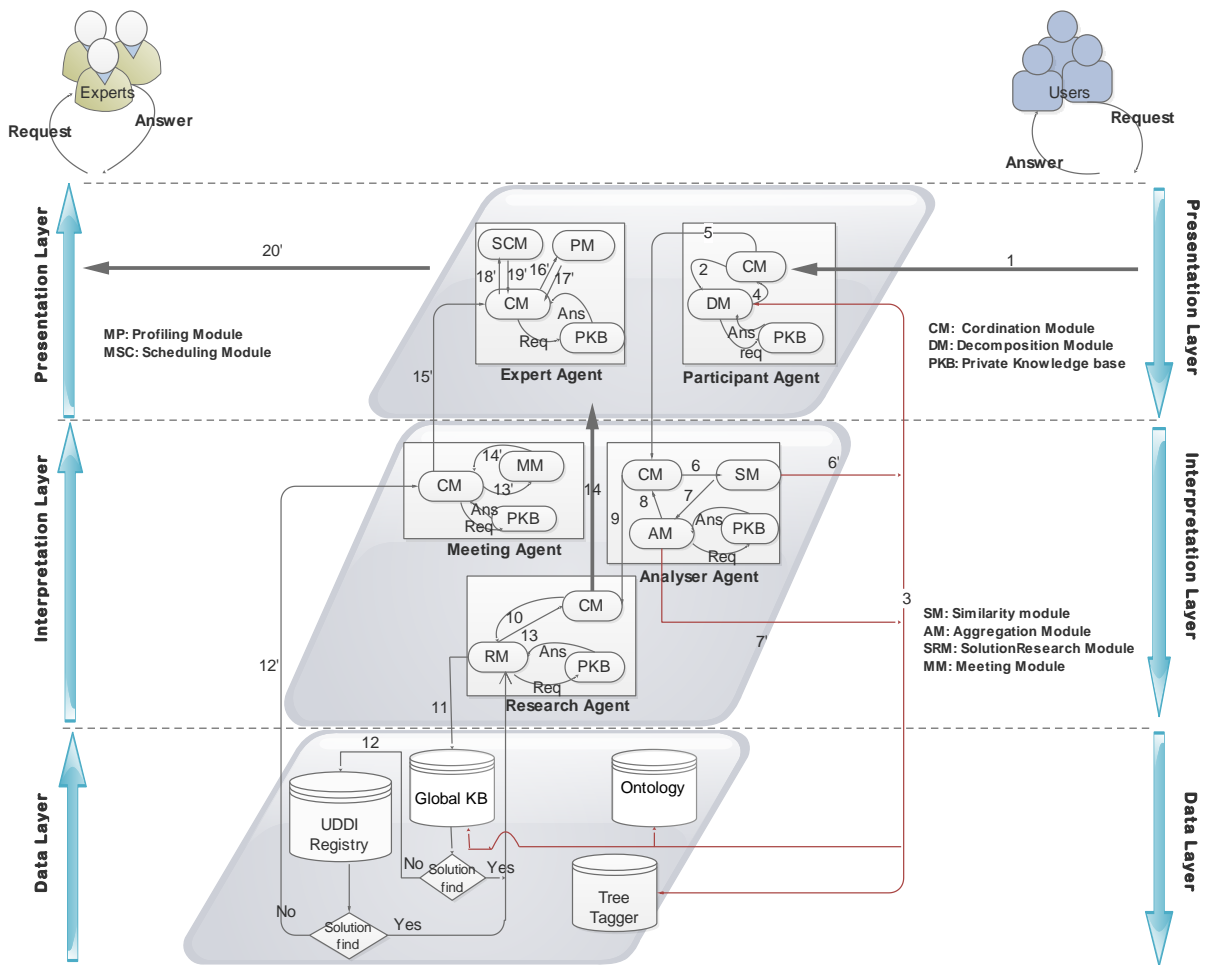 Experts
Request
Answer
Users
Request
Answer
Presentation Layer
Presentation Layer
20'
1
MP: Profiling Module
MSC: Scheduling Module
SCM
PM
18'
19'
16'
17'
CM
Ans
Req
PKB
Expert Agent
5
CM
2
4
DM
Ans
req
PKB
Participant Agent
CM: Cordination Module
DM: Decomposition Module
PKB: Private Knowledge base
15'
Interpretation Layer
Interpretation Layer
14'
MM
CM
13'
Ans
Req
PKB
Meeting Agent
14
CM
6
SM
6'
7
8
9
AM
Ans
PKB
Req
Analyser Agent
3
SM: Similarity module
AM: Aggregation Module
SRM: SolutionResearch Module
MM: Meeting Module
7'
10
CM
13
RM
Ans
PKB
Req
Research Agent
12'
11
Data Layer
Data Layer
12
UDDI
Registry
Global KB
Ontology
No
Solution
find
Yes
Tree
Tagger
No
Solution
find
Yes